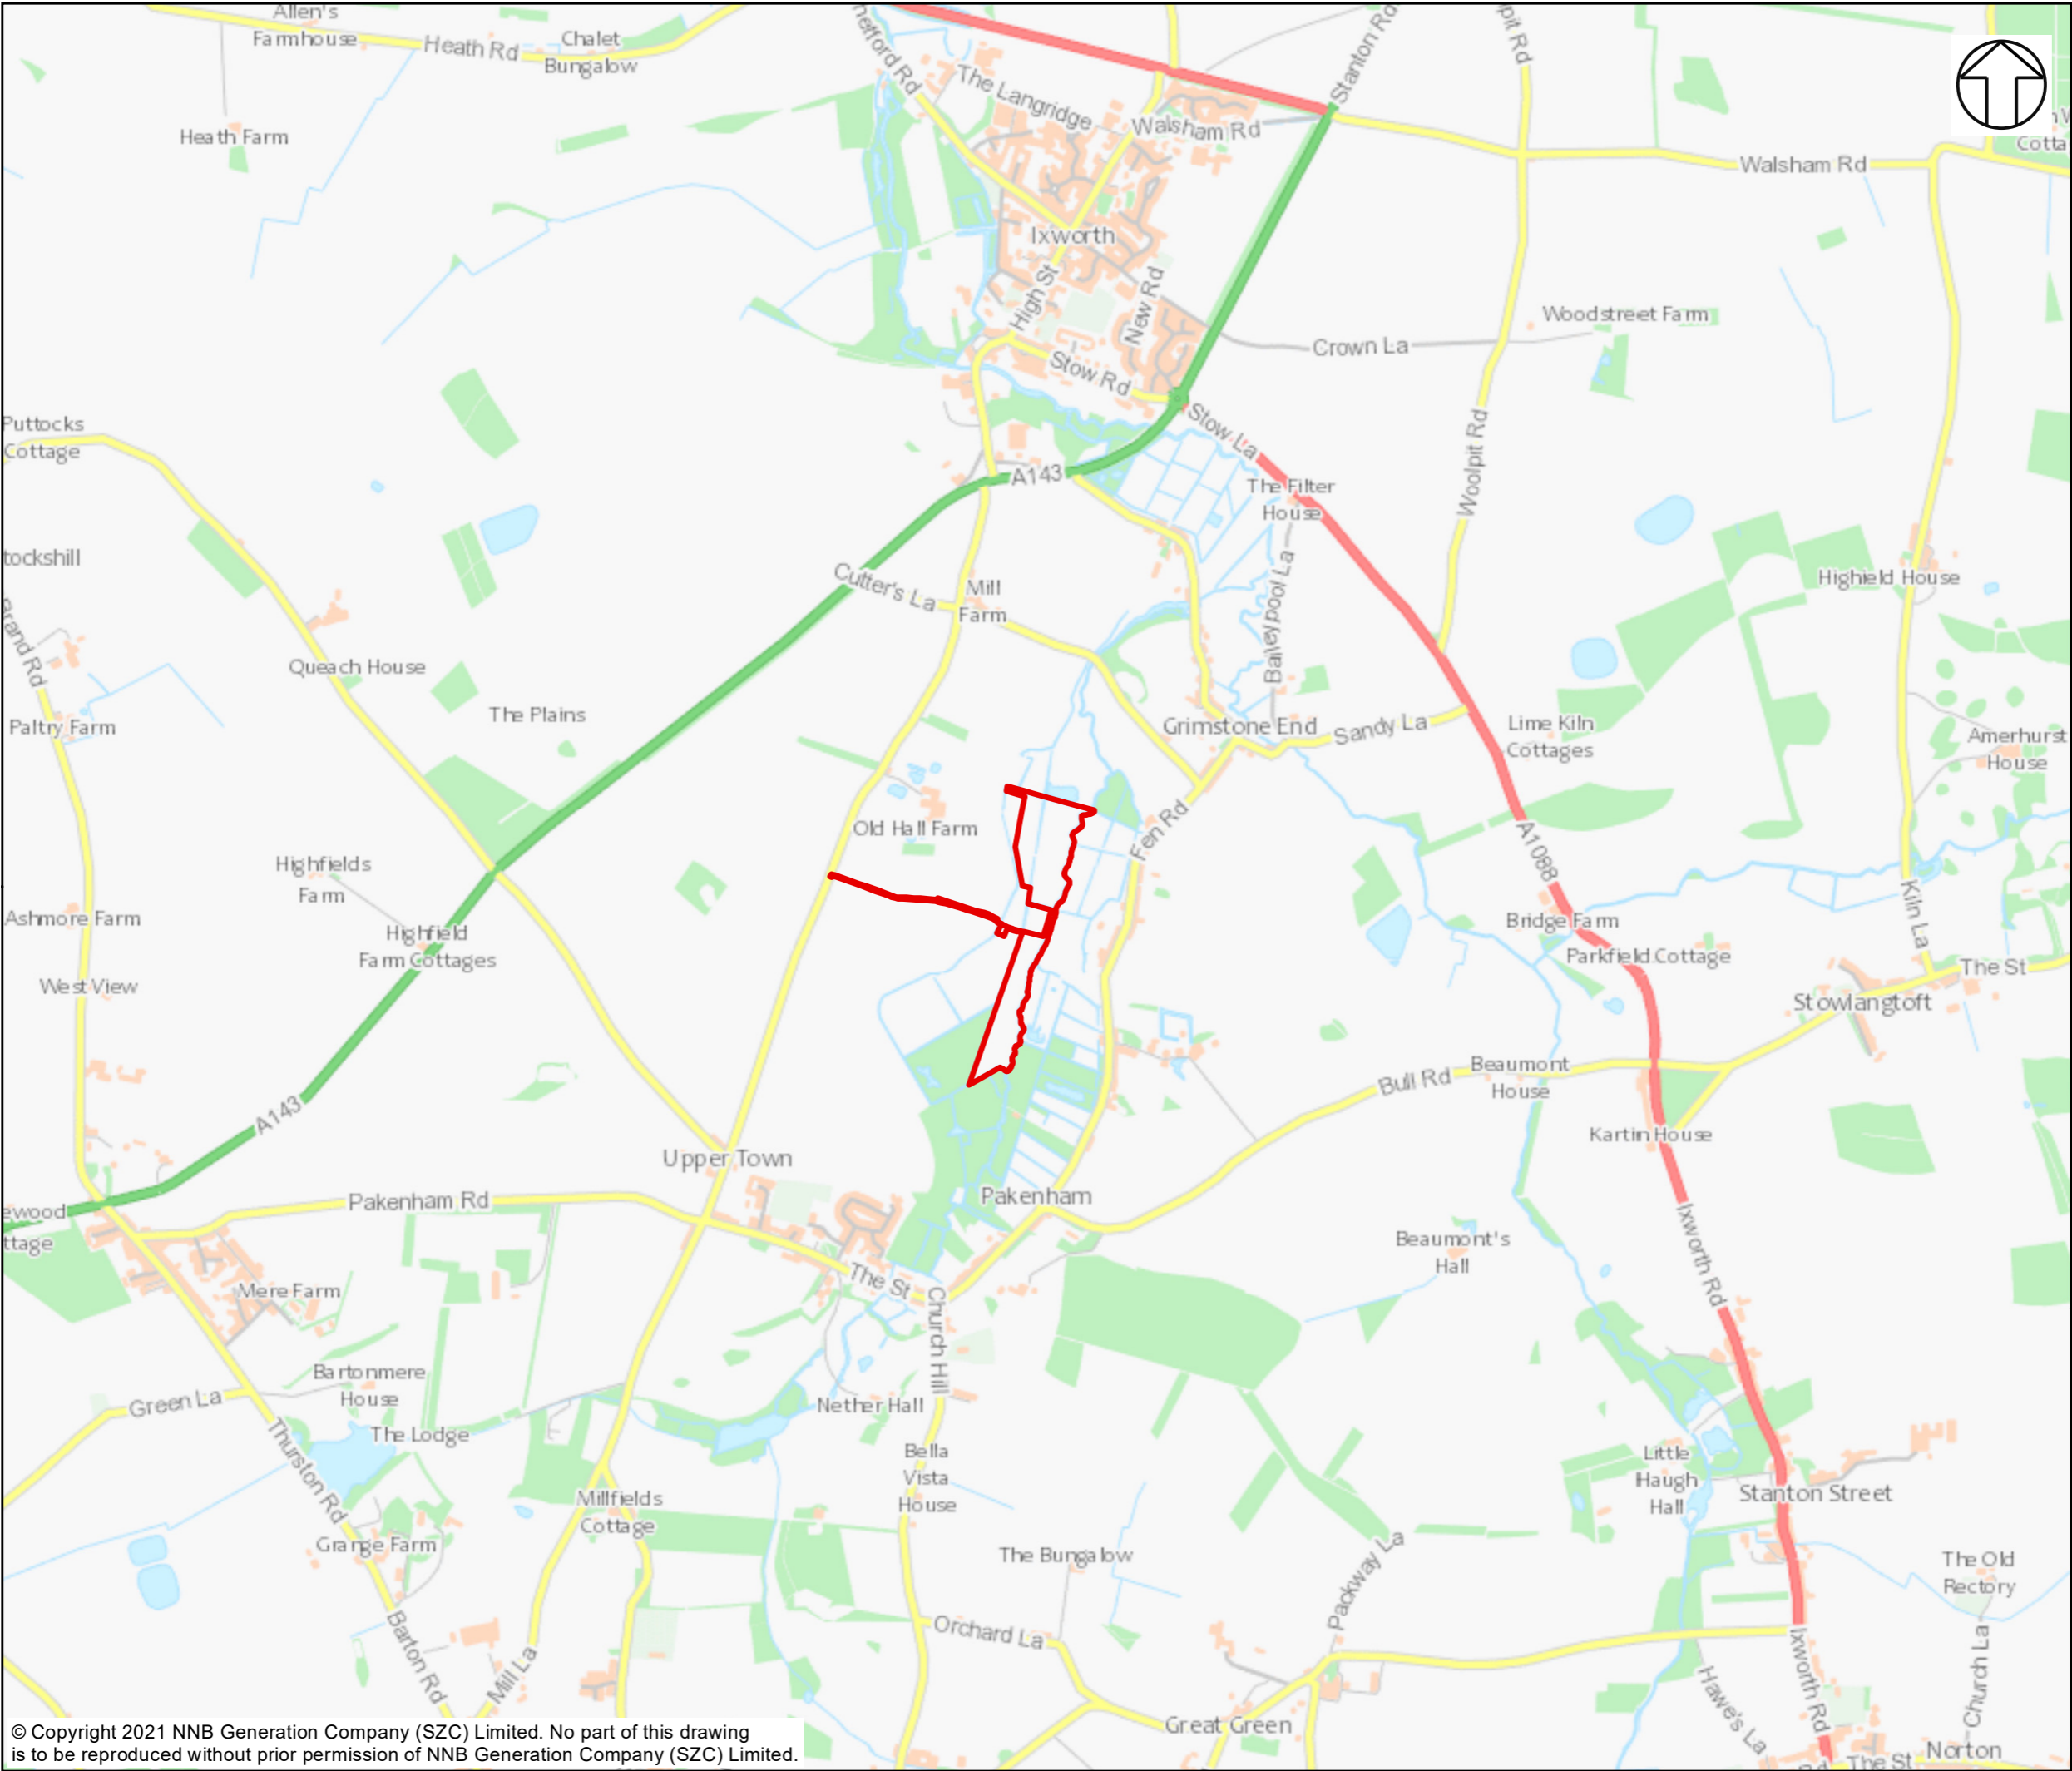 Allen's
Farmhouse
Heath Rd
Chalet
Bungalow
The Langridge
Stanton Rd
Walsham Rd
Walsham Rd
Cotta
Heath Farm
Ixworth
High St
New Rd
Woodstreet Farm
Crown La
Stow Rd
Stow La
Puttocks
Cottage
A143
Woolpit Rd
The Filter
House
tockshill
Cutter's La
Mill
Farm
Baileypool La
Highield House
Queach House
The Plains
Paltry Farm
Grimstone End
Sandy La
Lime Kiln
Cottages
Amerhurst
House
Old Hall Farm
Fen Rd
A1088
Highfields
Farm
Ashmore Farm
Highfield
Farm Cottages
Bridge Farm
Parkfield Cottage
Kiln La
The St
West View
Stowlangtoft
A143
Bull Rd
Beaumont
House
Kartin House
Upper Town
Pakenham Rd
Pakenham
ewood
ttage
Beaumont's
Hall
Ixworth Rd
Mere Farm
The St
Church Hill
Bartonmere
House
Green La
Nether Hall
The Lodge
Thurston Rd
Bella
Vista
House
Little
Haugh
Hall
Stanton Street
Millfields
Cottage
Grange Farm
The Bungalow
Packway La
The Old
Rectory
Barton Rd
Mill La
Orchard La
Ixworth Rd
Hawe's La
Church La
Great Green
The St
Norton
© Copyright 2021 NNB Generation Company (SZC) Limited. No part of this drawing
is to be reproduced without prior permission of NNB Generation Company (SZC) Limited.